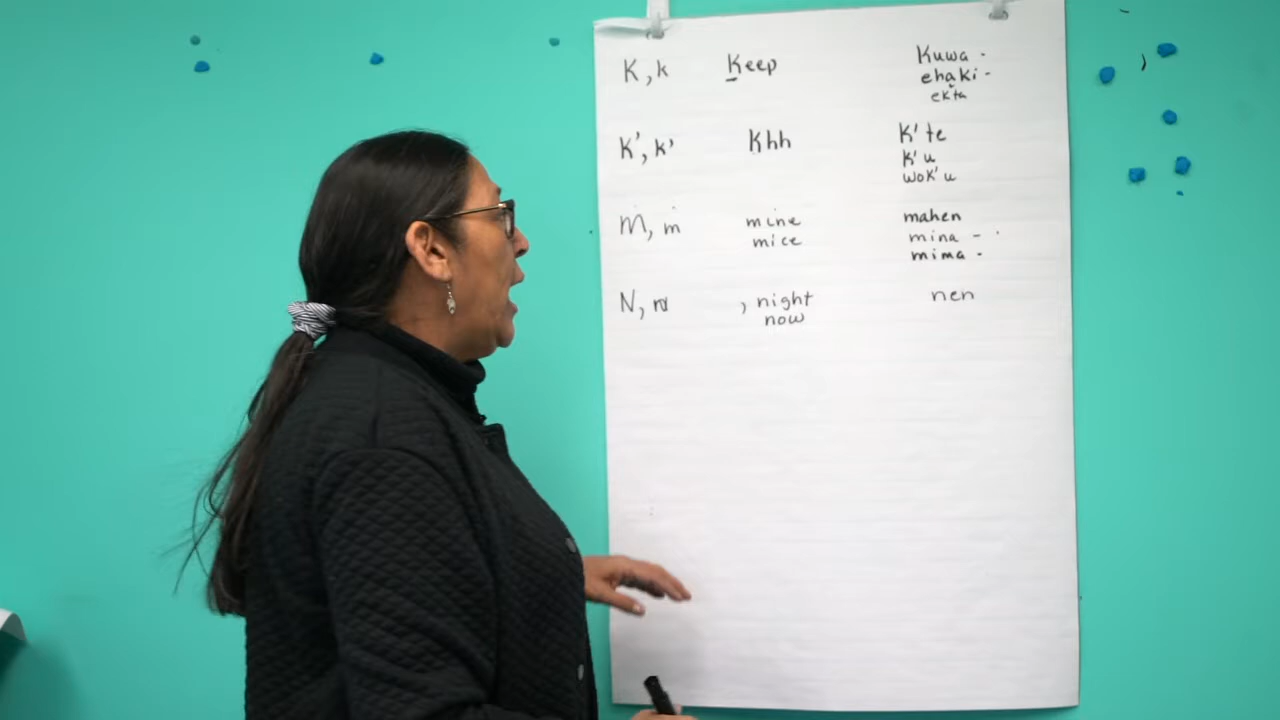 K, k Keep Kuwa -
ehaki -
ekta
K', k' Khh K'te
k'u
wok'u
M, m mine mahen
mice mina -
mima -
N, n , night nen
now